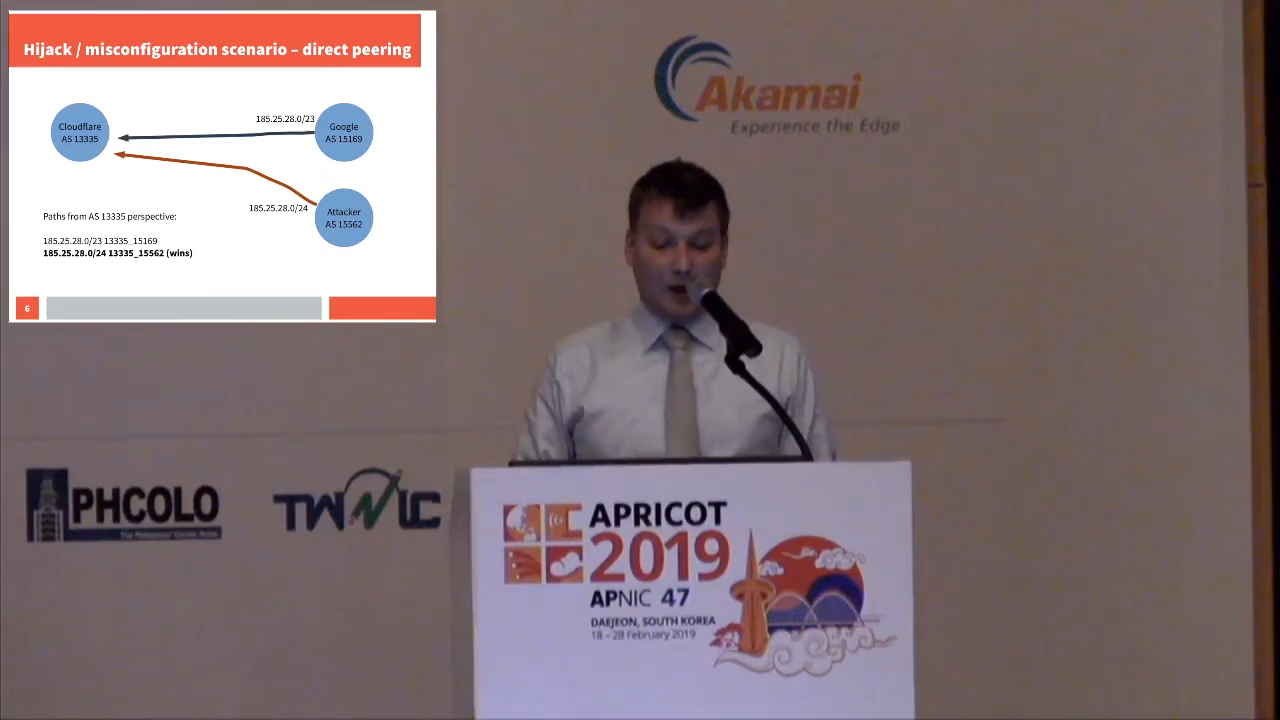 Hijack / misconfiguration scenario – direct peering
Cloudflare
AS 13335
185.25.28.0/23
Google
AS 15169
185.25.28.0/24
Attacker
AS 15562
Paths from AS 13335 perspective:
185.25.28.0/23 13335_15169
185.25.28.0/24 13335_15562 (wins)
6
Akamai
Experience the Edge
PHCOLO
TWNIC
APRICOT
2019
APNIC 47
DAEJEON, SOUTH KOREA
18 – 28 February 2019